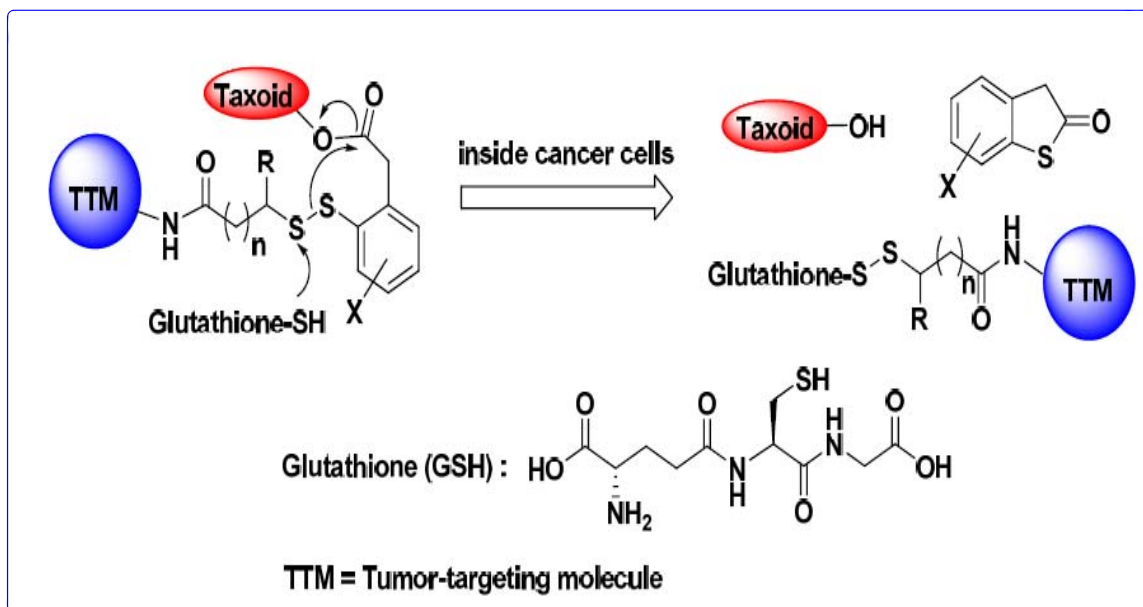 Taxoid
O
O
TTM
O
N
H
R
n
S
S
X
Glutathione-SH
inside cancer cells
Taxoid
OH
O
S
X
Glutathione-S
S
R
n
O
H
N
TTM
Glutathione (GSH) :
HO
O
NH2
O
N
H
SH
O
H
N
O
OH
TTM = Tumor-targeting molecule